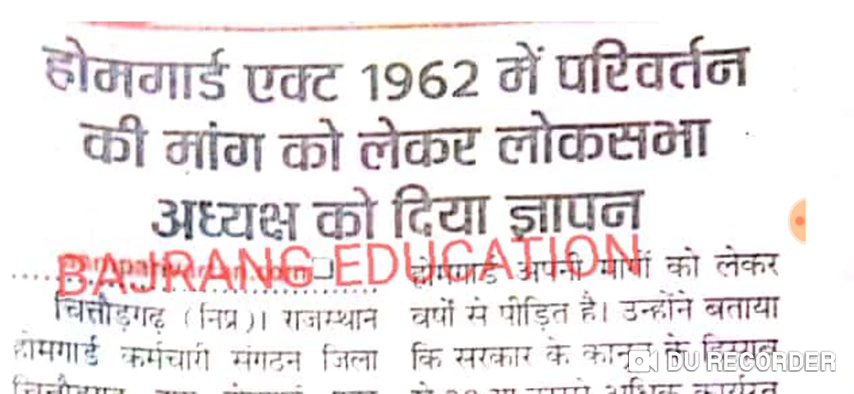 होमगार्ड एक्ट 1962 में परिवर्तन
की मांग को लेकर लोकसभा
अध्यक्ष को दिया ज्ञापन
BAJRANG EDUCATION
चित्तौड़गढ़ (निप्र)। राजस्थान
होमगार्ड कर्मचारी संगठन जिला
होमगार्ड अपनी मांगों को लेकर
वर्षों से पीड़ित है। उन्होंने बताया
कि सरकार के कानून के हिसाब
DU RECORDER